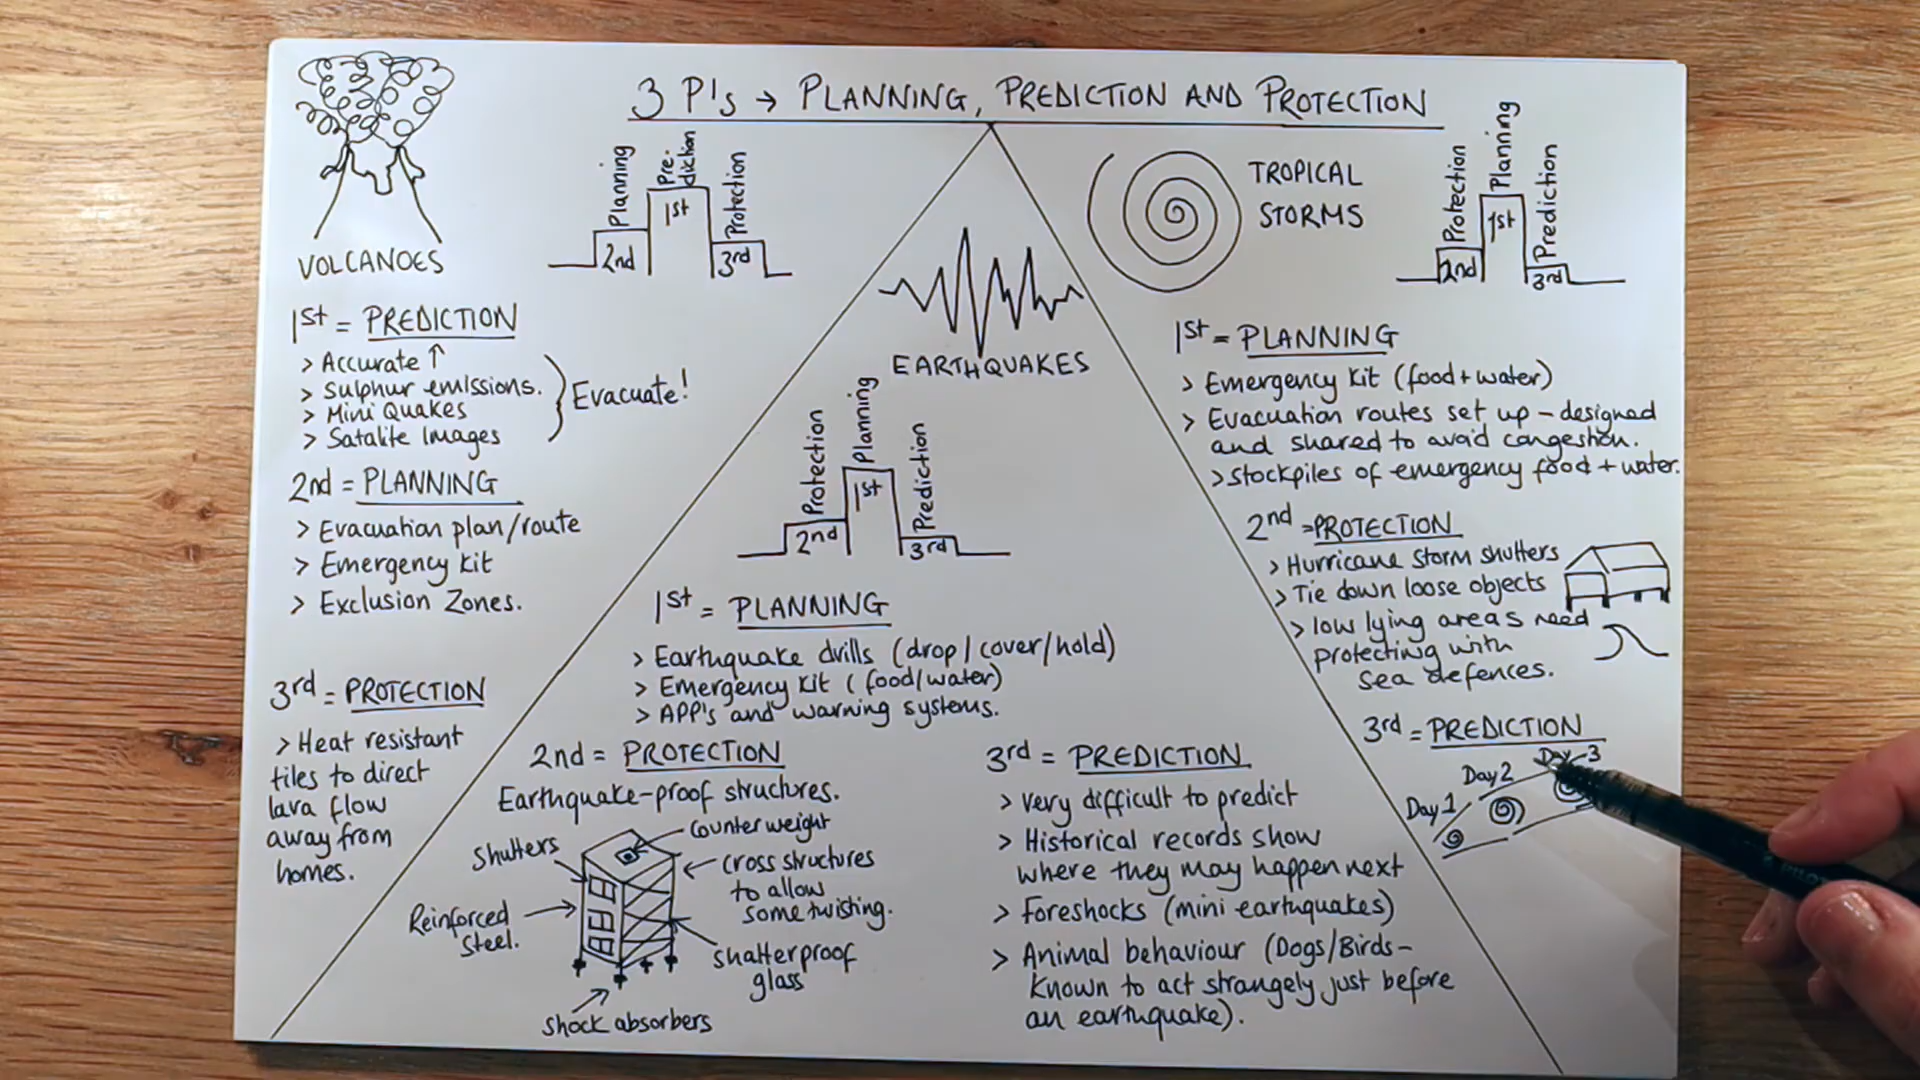 3 P's → PLANNING, PREDICTION AND PROTECTION
VOLCANOES
Planning
Pre-
diction
Protection
2nd
1st
3rd
1st = PREDICTION
> Accurate ↑
> Sulphur emissions.
> Mini Quakes
> Satalite Images
Evacuate!
2nd = PLANNING
> Evacuation plan/route
> Emergency kit
> Exclusion Zones.
3rd = PROTECTION
> Heat resistant
tiles to direct
lava flow
away from
homes.
EARTHQUAKES
Protection
Planning
Prediction
2nd
1st
3rd
1st = PLANNING
> Earthquake drills (drop/cover/hold)
> Emergency kit (food/water)
> APP's and warning systems.
2nd = PROTECTION
Earthquake-proof structures.
Shutters
Counter weight
cross structures
to allow
some twisting.
Reinforced
steel.
shatterproof
glass
shock absorbers
3rd = PREDICTION
> very difficult to predict
> Historical records show
where they may happen next
> Foreshocks (mini earthquakes)
> Animal behaviour (Dogs/Birds-
known to act strangely just before
an earthquake).
TROPICAL
STORMS
Protection
Planning
Prediction
2nd
1st
3rd
1st = PLANNING
> Emergency Kit (food+water)
> Evacuation routes set up - designed
and shared to avoid congestion.
> stockpiles of emergency food + water.
2nd = PROTECTION
> Hurricane storm shutters
> Tie down loose objects
> low lying areas need
protecting with
sea defences.
3rd = PREDICTION
Day 1
Day 2
Day 3
PILOT